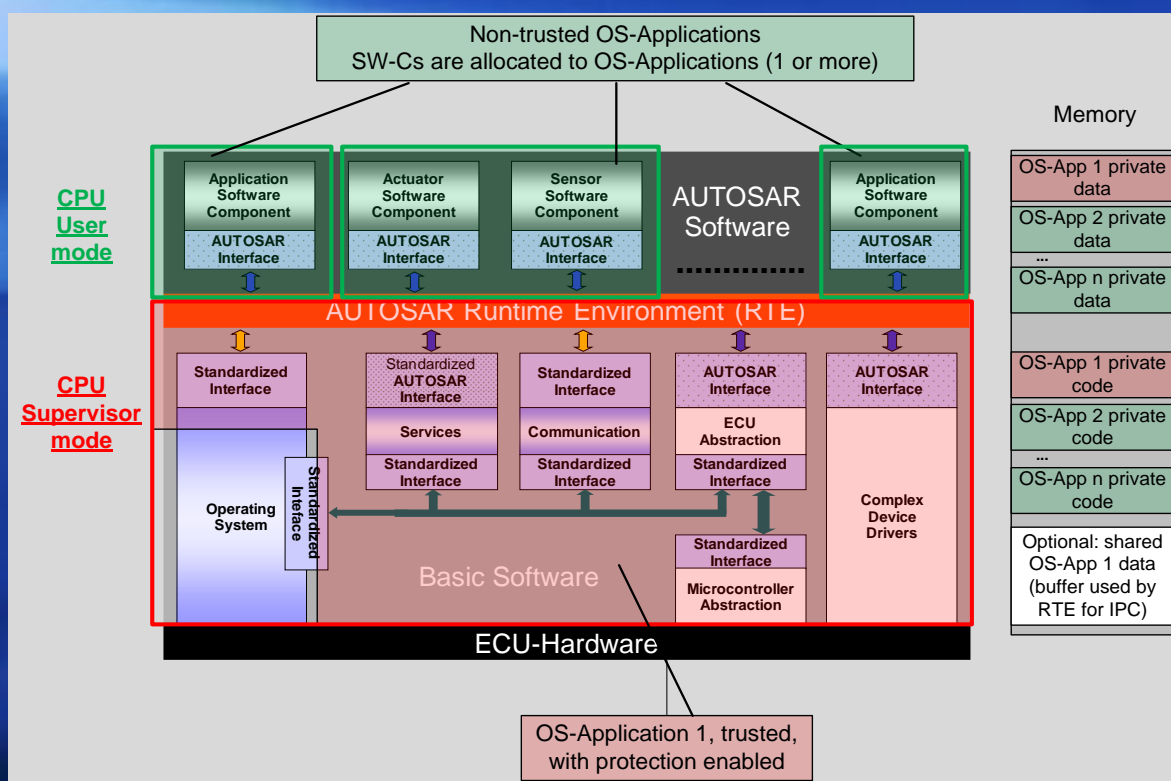 Non-trusted OS-Applications
SW-Cs are allocated to OS-Applications (1 or more)
Memory
CPU
User
mode
Application
Software
Component
AUTOSAR
Interface
Actuator
Software
Component
AUTOSAR
Interface
Sensor
Software
Component
AUTOSAR
Interface
AUTOSAR
Software
..........
Application
Software
Component
AUTOSAR
Interface
OS-App 1 private
data
OS-App 2 private
data
...
OS-App n private
data
OS-App 1 private
code
OS-App 2 private
code
...
OS-App n private
code
Optional: shared
OS-App 1 data
(buffer used by
RTE for IPC)
AUTOSAR Runtime Environment (RTE)
CPU
Supervisor
mode
Standardized
Interface
Operating
System
Standardized
Inteface
Standardized
AUTOSAR
Interface
Services
Standardized
Interface
Standardized
Interface
Communication
Standardized
Interface
AUTOSAR
Interface
ECU
Abstraction
Standardized
Interface
Standardized
Interface
Microcontroller
Abstraction
AUTOSAR
Interface
Complex
Device
Drivers
Basic Software
ECU-Hardware
OS-Application 1, trusted,
with protection enabled